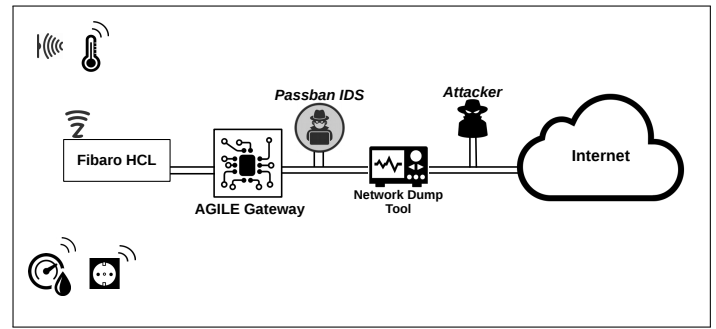 Passban IDS
Attacker
Fibaro HCL
Internet
AGILE Gateway
Network Dump
Tool